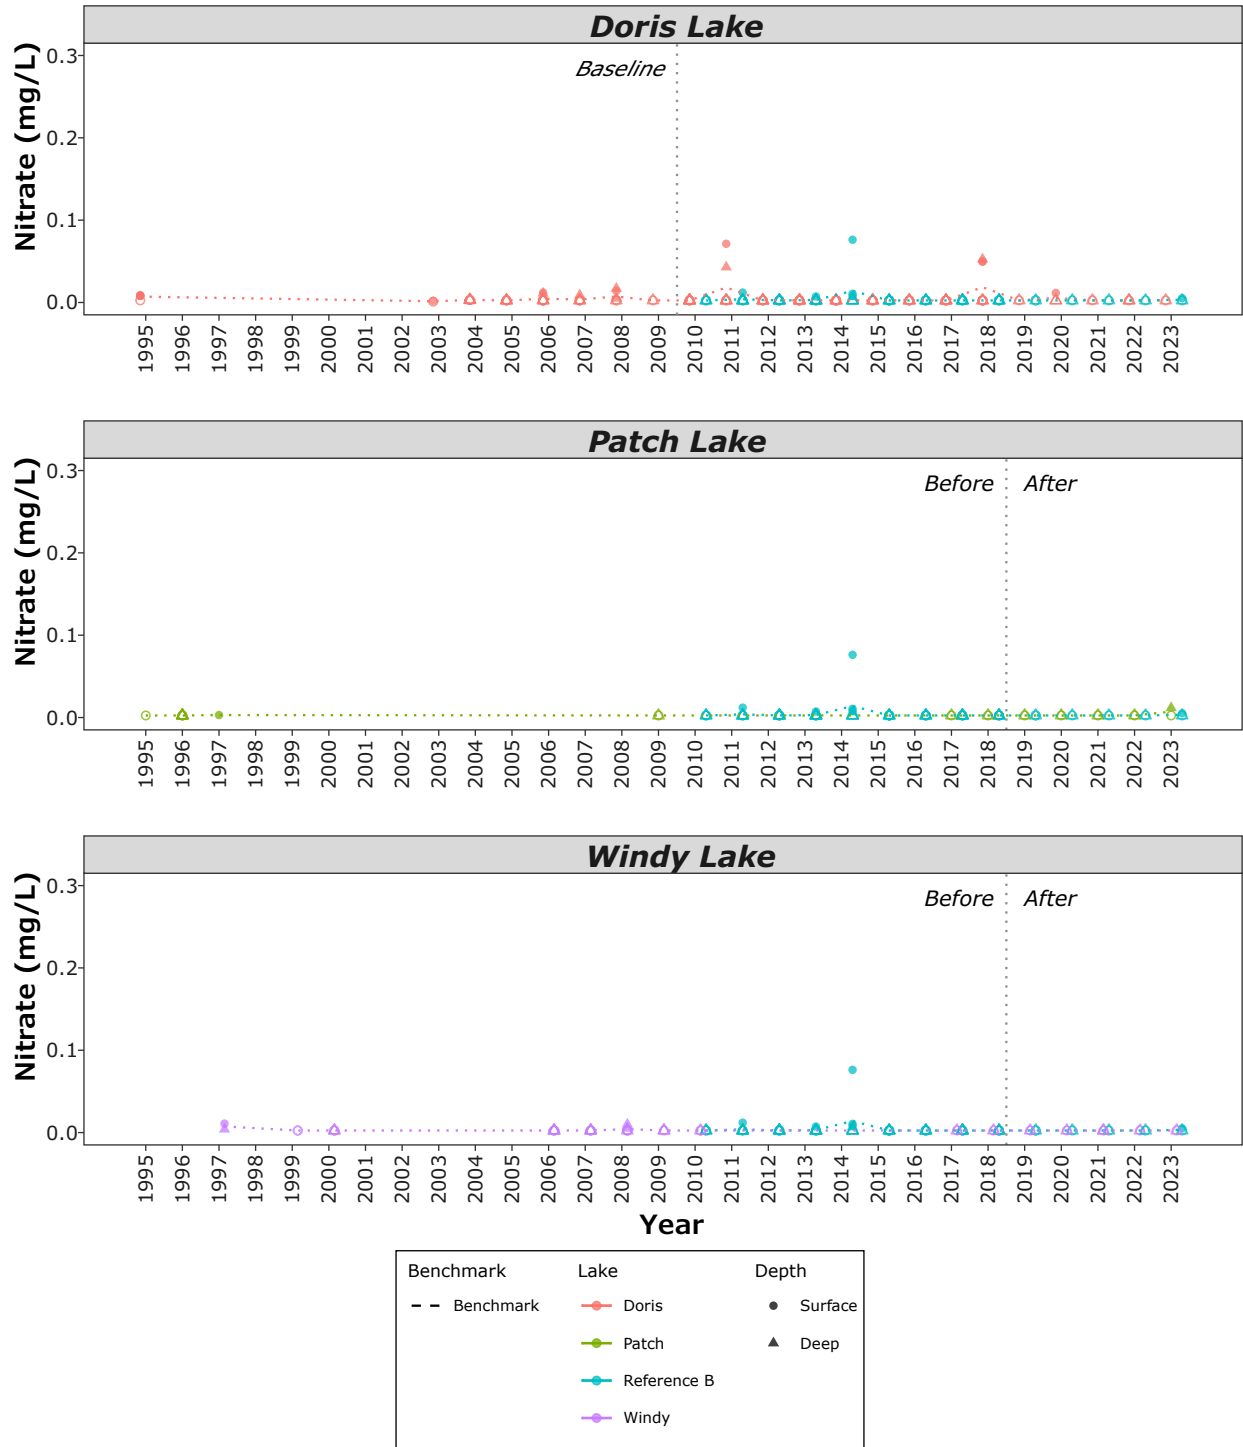 Doris Lake
Nitrate (mg/L)
0.3
0.2
0.1
0.0
Baseline
1995 1996 1997 1998 1999 2000 2001 2002 2003 2004 2005 2006 2007 2008 2009 2010 2011 2012 2013 2014 2015 2016 2017 2018 2019 2020 2021 2022 2023
Patch Lake
Nitrate (mg/L)
0.3
0.2
0.1
0.0
Before After
1995 1996 1997 1998 1999 2000 2001 2002 2003 2004 2005 2006 2007 2008 2009 2010 2011 2012 2013 2014 2015 2016 2017 2018 2019 2020 2021 2022 2023
Windy Lake
Nitrate (mg/L)
0.3
0.2
0.1
0.0
Before After
1995 1996 1997 1998 1999 2000 2001 2002 2003 2004 2005 2006 2007 2008 2009 2010 2011 2012 2013 2014 2015 2016 2017 2018 2019 2020 2021 2022 2023
Year
Benchmark
Benchmark
Lake
Doris
Patch
Reference B
Windy
Depth
Surface
Deep